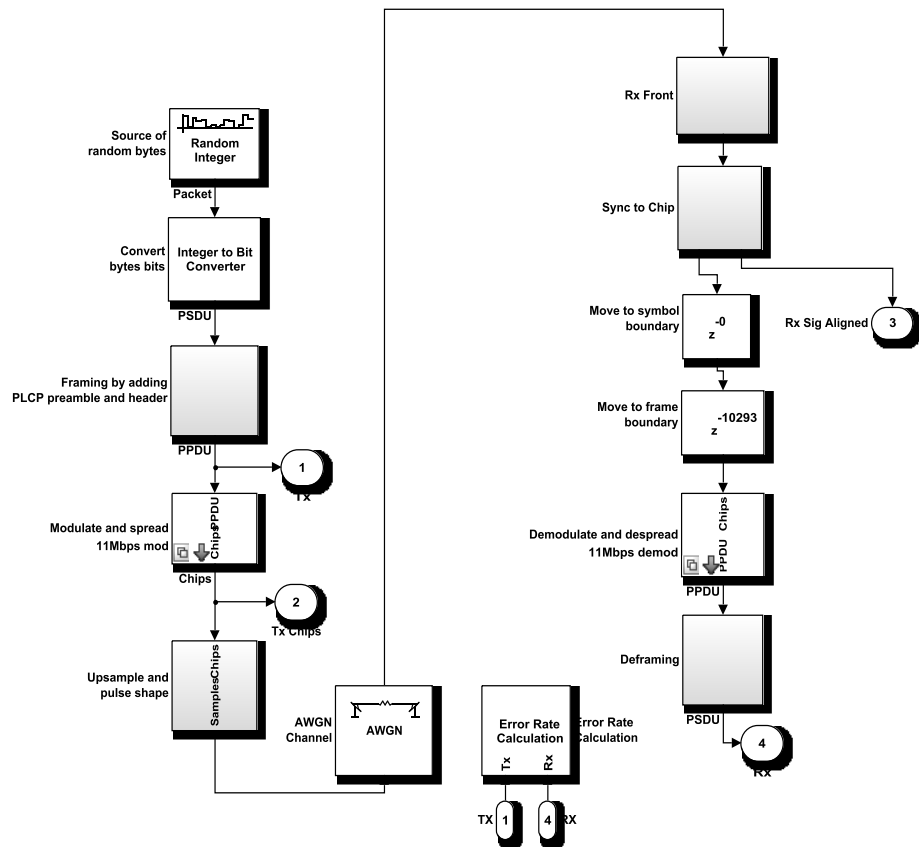 Source of
random bytes
Random
Integer
Packet
Convert
bytes bits
Integer to Bit
Converter
PSDU
Framing by adding
PLCP preamble and header
PPDU
1
Tx
Modulate and spread
11Mbps mod
PPDU
Chips
Chips
2
Tx Chips
Upsample and
pulse shape
Chips
Samples
AWGN
Channel
AWGN
Error Rate
Calculation
Tx
Rx
Error Rate
Calculation
TX
1
4
RX
Rx Front
Sync to Chip
Move to symbol
boundary
z
-0
Rx Sig Aligned
3
Move to frame
boundary
z
-10293
Demodulate and despread
11Mbps demod
Chips
PPDU
PPDU
Deframing
PSDU
4
Rx